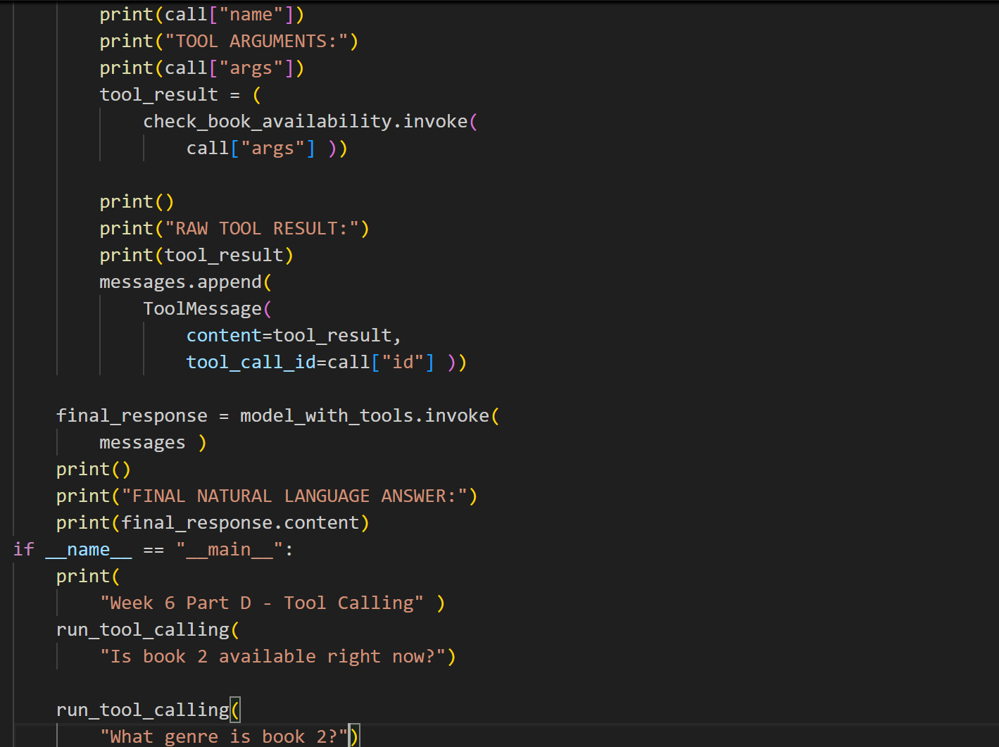 print(call["name"])
print("TOOL ARGUMENTS:")
print(call["args"])
tool_result = (
check_book_availability.invoke(
call["args"] ))
print()
print("RAW TOOL RESULT:")
print(tool_result)
messages.append(
ToolMessage(
content=tool_result,
tool_call_id=call["id"] ))
final_response = model_with_tools.invoke(
messages )
print()
print("FINAL NATURAL LANGUAGE ANSWER:")
print(final_response.content)
if __name__ == "__main__":
print(
"Week 6 Part D - Tool Calling" )
run_tool_calling(
"Is book 2 available right now?")
run_tool_calling(
"What genre is book 2?")